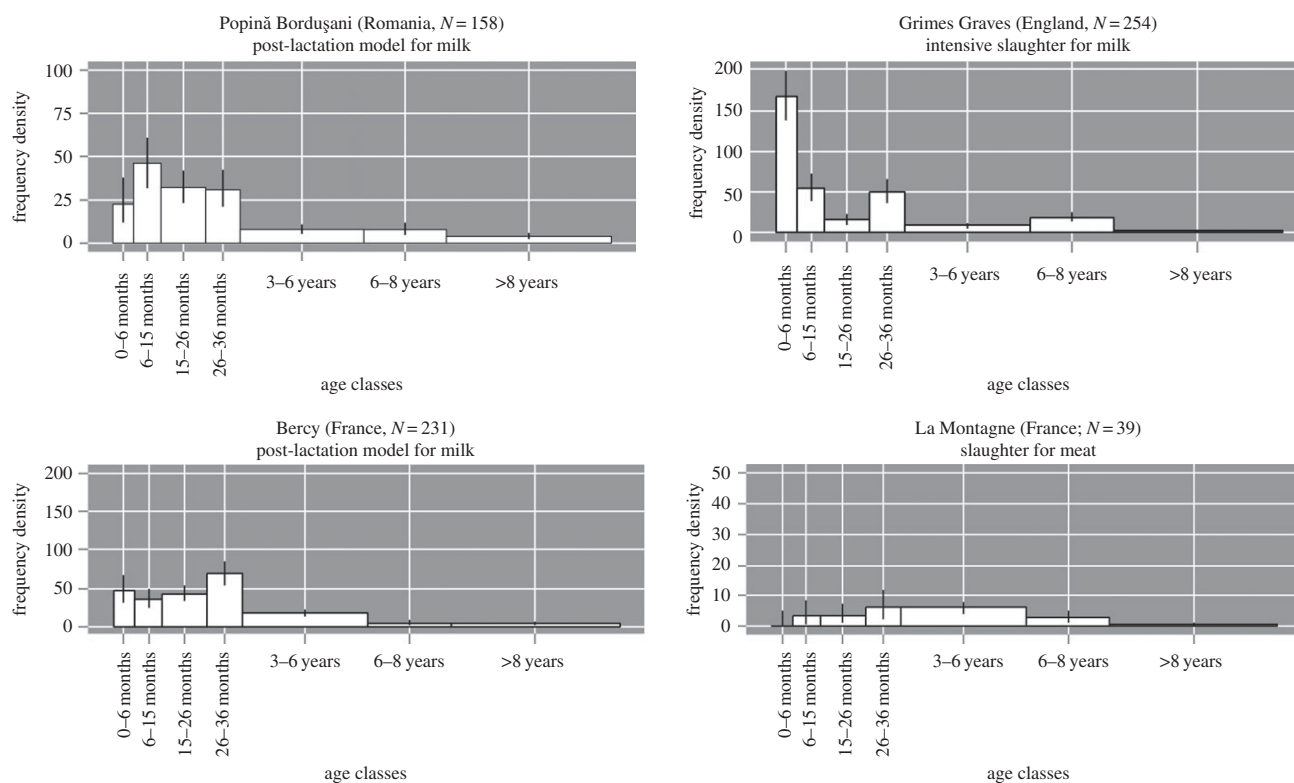 Popină Borduşani (Romania, N = 158)
post-lactation model for milk
frequency density
100
75
50
25
0
0–6 months
6–15 months
15–26 months
26–36 months
3–6 years
6–8 years
>8 years
age classes
Grimes Graves (England, N = 254)
intensive slaughter for milk
frequency density
200
150
100
50
0
0–6 months
6–15 months
15–26 months
26–36 months
3–6 years
6–8 years
>8 years
age classes
Bercy (France, N = 231)
post-lactation model for milk
frequency density
200
150
100
50
0
0–6 months
6–15 months
15–26 months
26–36 months
3–6 years
6–8 years
>8 years
age classes
La Montagne (France; N = 39)
slaughter for meat
frequency density
50
40
30
20
10
0
0–6 months
6–15 months
15–26 months
26–36 months
3–6 years
6–8 years
>8 years
age classes